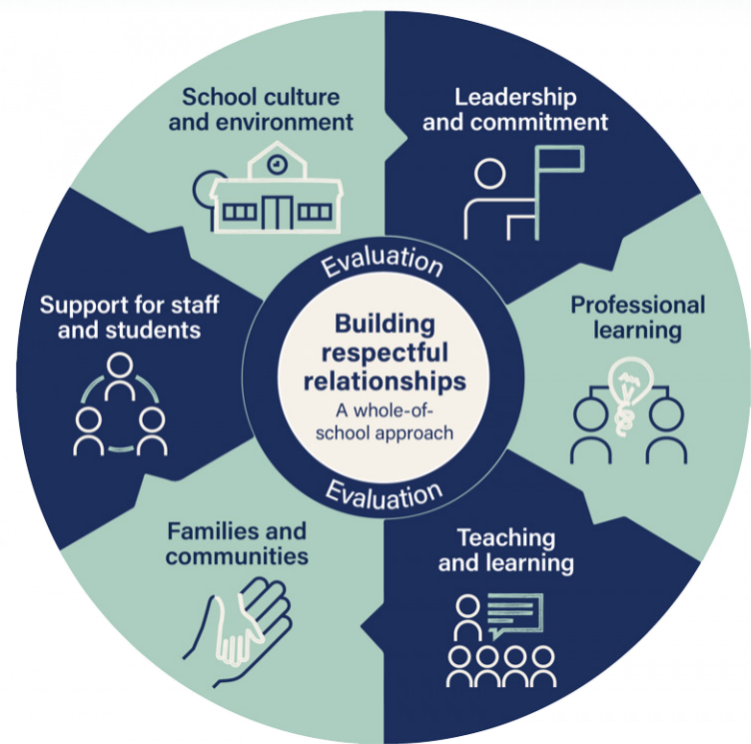 School culture
and environment
Leadership
and commitment
Support for staff
and students
Evaluation
Building
respectful
relationships
A whole-of-
school approach
Evaluation
Professional
learning
Families and
communities
Teaching
and learning